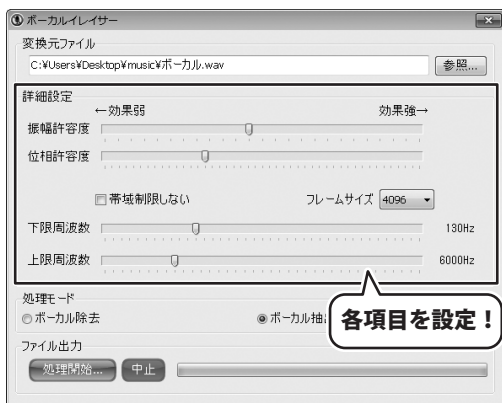 ボーカルイレイサー
変換元ファイル
C:¥Users¥Desktop¥music¥ボーカル.wav
参照...
詳細設定
←効果弱 効果強→
振幅許容度
位相許容度
帯域制限しない フレームサイズ 4096
下限周波数 130Hz
上限周波数 6000Hz
処理モード
ボーカル除去 ボーカル抽
各項目を設定！
ファイル出力
処理開始... 中止